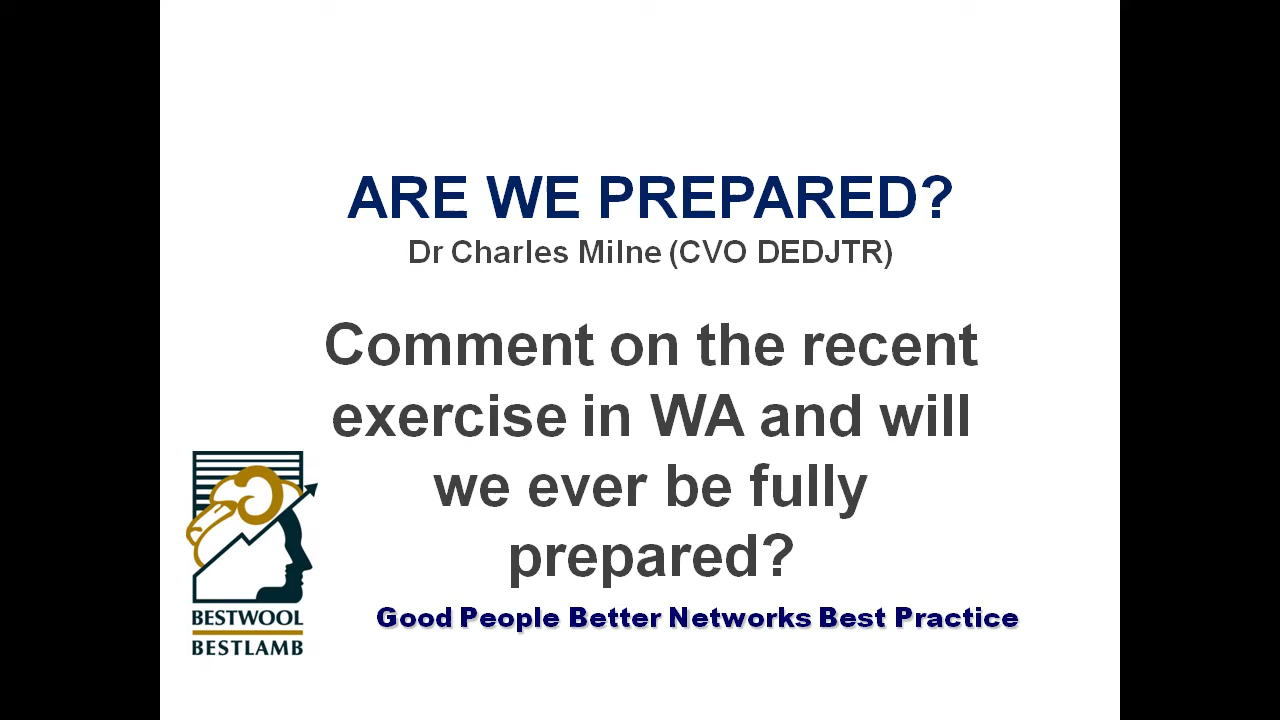 ARE WE PREPARED?
Dr Charles Milne (CVO DEDJTR)
Comment on the recent
exercise in WA and will
we ever be fully
prepared?
Good People Better Networks Best Practice
BESTWOOL
BESTLAMB